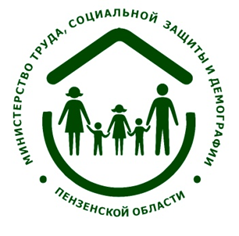 МИНИСТЕРСТВО ТРУДА, СОЦИАЛЬНОЙ ЗАЩИТЫ И ДЕМОГРАФИИ
ПЕНЗЕНСКОЙ ОБЛАСТИ